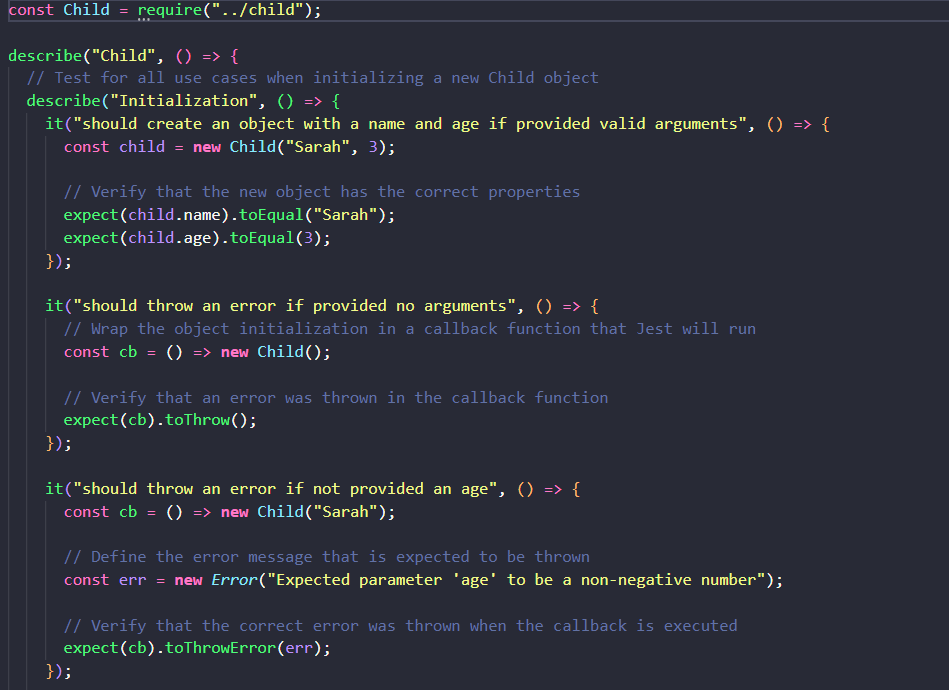 const Child = require("../child");
describe("Child", () => {
// Test for all use cases when initializing a new Child object
describe("Initialization", () => {
it("should create an object with a name and age if provided valid arguments", () => {
const child = new Child("Sarah", 3);
// Verify that the new object has the correct properties
expect(child.name).toEqual("Sarah");
expect(child.age).toEqual(3);
});
it("should throw an error if provided no arguments", () => {
// Wrap the object initialization in a callback function that Jest will run
const cb = () => new Child();
// Verify that an error was thrown in the callback function
expect(cb).toThrow();
});
it("should throw an error if not provided an age", () => {
const cb = () => new Child("Sarah");
// Define the error message that is expected to be thrown
const err = new Error("Expected parameter 'age' to be a non-negative number");
// Verify that the correct error was thrown when the callback is executed
expect(cb).toThrowError(err);
});